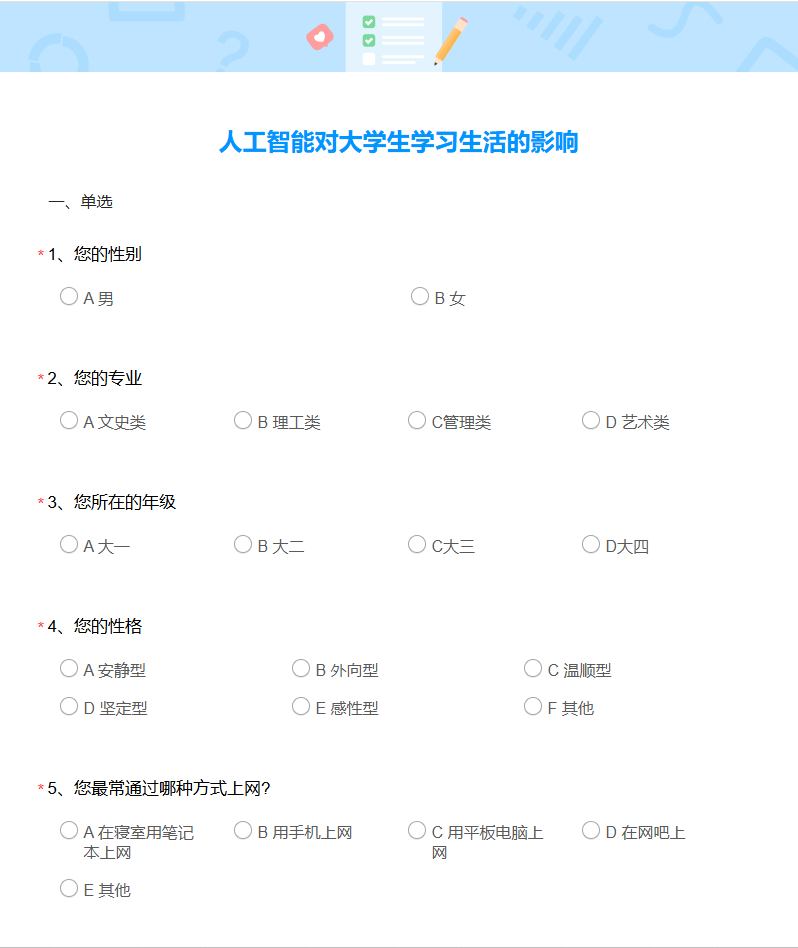 人工智能对大学生学习生活的影响
一、单选
*1、您的性别
A 男 B 女
*2、您的专业
A 文史类 B 理工类 C管理类 D 艺术类
*3、您所在的年级
A 大一 B 大二 C大三 D大四
*4、您的性格
A 安静型 B 外向型 C 温顺型
D 坚定型 E 感性型 F 其他
*5、您最常通过哪种方式上网?
A 在寝室用笔记本上网 B 用手机上网 C 用平板电脑上网 D 在网吧上
E 其他